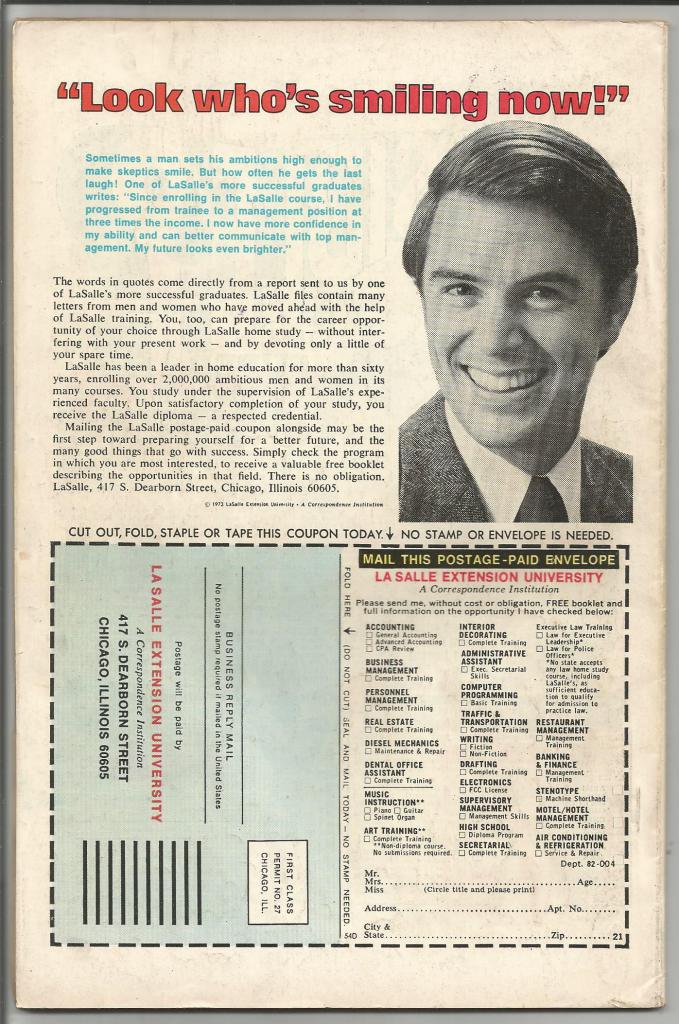 “Look who's smiling now!”
Sometimes a man sets his ambitions high enough to
make skeptics smile. But how often he gets the last
laugh! One of LaSalle's more successful graduates
writes: “Since enrolling in the LaSalle course, I have
progressed from trainee to a management position at
three times the income. I now have more confidence in
my ability and can better communicate with top man-
agement. My future looks even brighter.”
The words in quotes come directly from a report sent to us by one
of LaSalle's more successful graduates. LaSalle files contain many
letters from men and women who have moved ahead with the help
of LaSalle training. You, too, can prepare for the career oppor-
tunity of your choice through LaSalle home study — without inter-
fering with your present work — and by devoting only a little of
your spare time.
LaSalle has been a leader in home education for more than sixty
years, enrolling over 2,000,000 ambitious men and women in its
many courses. You study under the supervision of LaSalle's expe-
rienced faculty. Upon satisfactory completion of your study, you
receive the LaSalle diploma — a respected credential.
Mailing the LaSalle postage-paid coupon alongside may be the
first step toward preparing yourself for a better future, and the
many good things that go with success. Simply check the program
in which you are most interested, to receive a valuable free booklet
describing the opportunities in that field. There is no obligation.
LaSalle, 417 S. Dearborn Street, Chicago, Illinois 60605.
© 1973 LaSalle Extension University • A Correspondence Institution
CUT OUT, FOLD, STAPLE OR TAPE THIS COUPON TODAY. ↓ NO STAMP OR ENVELOPE IS NEEDED.
BUSINESS REPLY MAIL
No postage stamp required if mailed in the United States
Postage will be paid by
LA SALLE EXTENSION UNIVERSITY
A Correspondence Institution
417 S. DEARBORN STREET
CHICAGO, ILLINOIS 60605
FIRST CLASS
PERMIT NO. 27
CHICAGO, ILL.
FOLD HERE ← (DO NOT CUT) SEAL AND MAIL TODAY — NO STAMP NEEDED.
MAIL THIS POSTAGE-PAID ENVELOPE
LA SALLE EXTENSION UNIVERSITY
A Correspondence Institution
Please send me, without cost or obligation, FREE booklet and
full information on the opportunity I have checked below:
ACCOUNTING
General Accounting
Advanced Accounting
CPA Review
BUSINESS
MANAGEMENT
Complete Training
PERSONNEL
MANAGEMENT
Complete Training
REAL ESTATE
Complete Training
DIESEL MECHANICS
Maintenance & Repair
DENTAL OFFICE
ASSISTANT
Complete Training
MUSIC
INSTRUCTION**
Piano Guitar
Spinet Organ
ART TRAINING**
Complete Training
**Non-diploma course.
No submissions required.
INTERIOR
DECORATING
Complete Training
ADMINISTRATIVE
ASSISTANT
Exec. Secretarial
Skills
COMPUTER
PROGRAMMING
Basic Training
TRAFFIC &
TRANSPORTATION
Complete Training
WRITING
Fiction
Non-Fiction
DRAFTING
Complete Training
ELECTRONICS
FCC License
SUPERVISORY
MANAGEMENT
Management Skills
HIGH SCHOOL
Diploma Program
SECRETARIAL
Complete Training
Executive Law Training
Law for Executive
Leadership*
Law for Police
Officers*
*No state accepts
any law home study
course, including
LaSalle's, as
sufficient educa-
tion to qualify
for admission to
practice law.
RESTAURANT
MANAGEMENT
Management
Training
BANKING
& FINANCE
Management
Training
STENOTYPE
Machine Shorthand
MOTEL/HOTEL
MANAGEMENT
Complete Training
AIR CONDITIONING
& REFRIGERATION
Service & Repair
Dept. 82-004
Mr.
Mrs. Age
Miss (Circle title and please print)
Address Apt. No.
City &
State Zip 21
54D